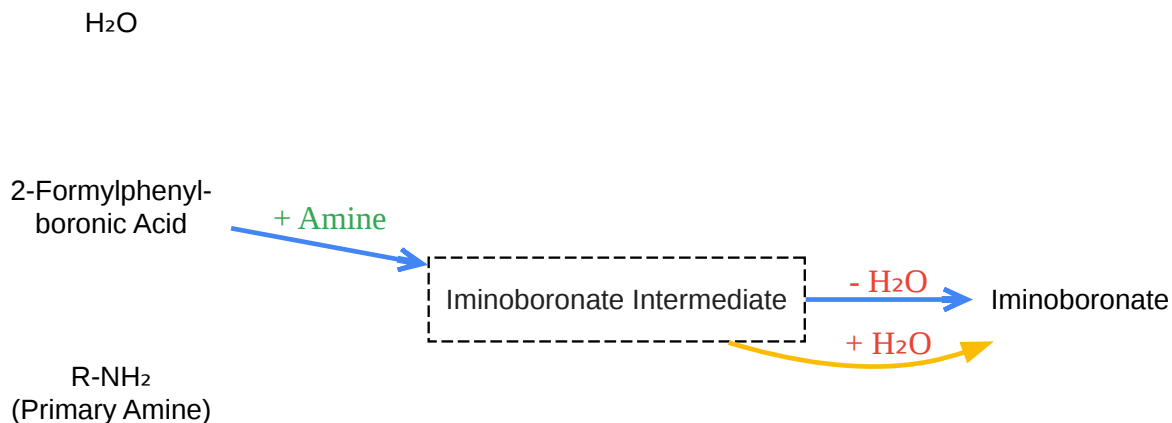 H₂O
2-Formylphenyl-
boronic Acid
+ Amine
Iminoboronate Intermediate
- H₂O
Iminoboronate
+ H₂O
R-NH₂
(Primary Amine)